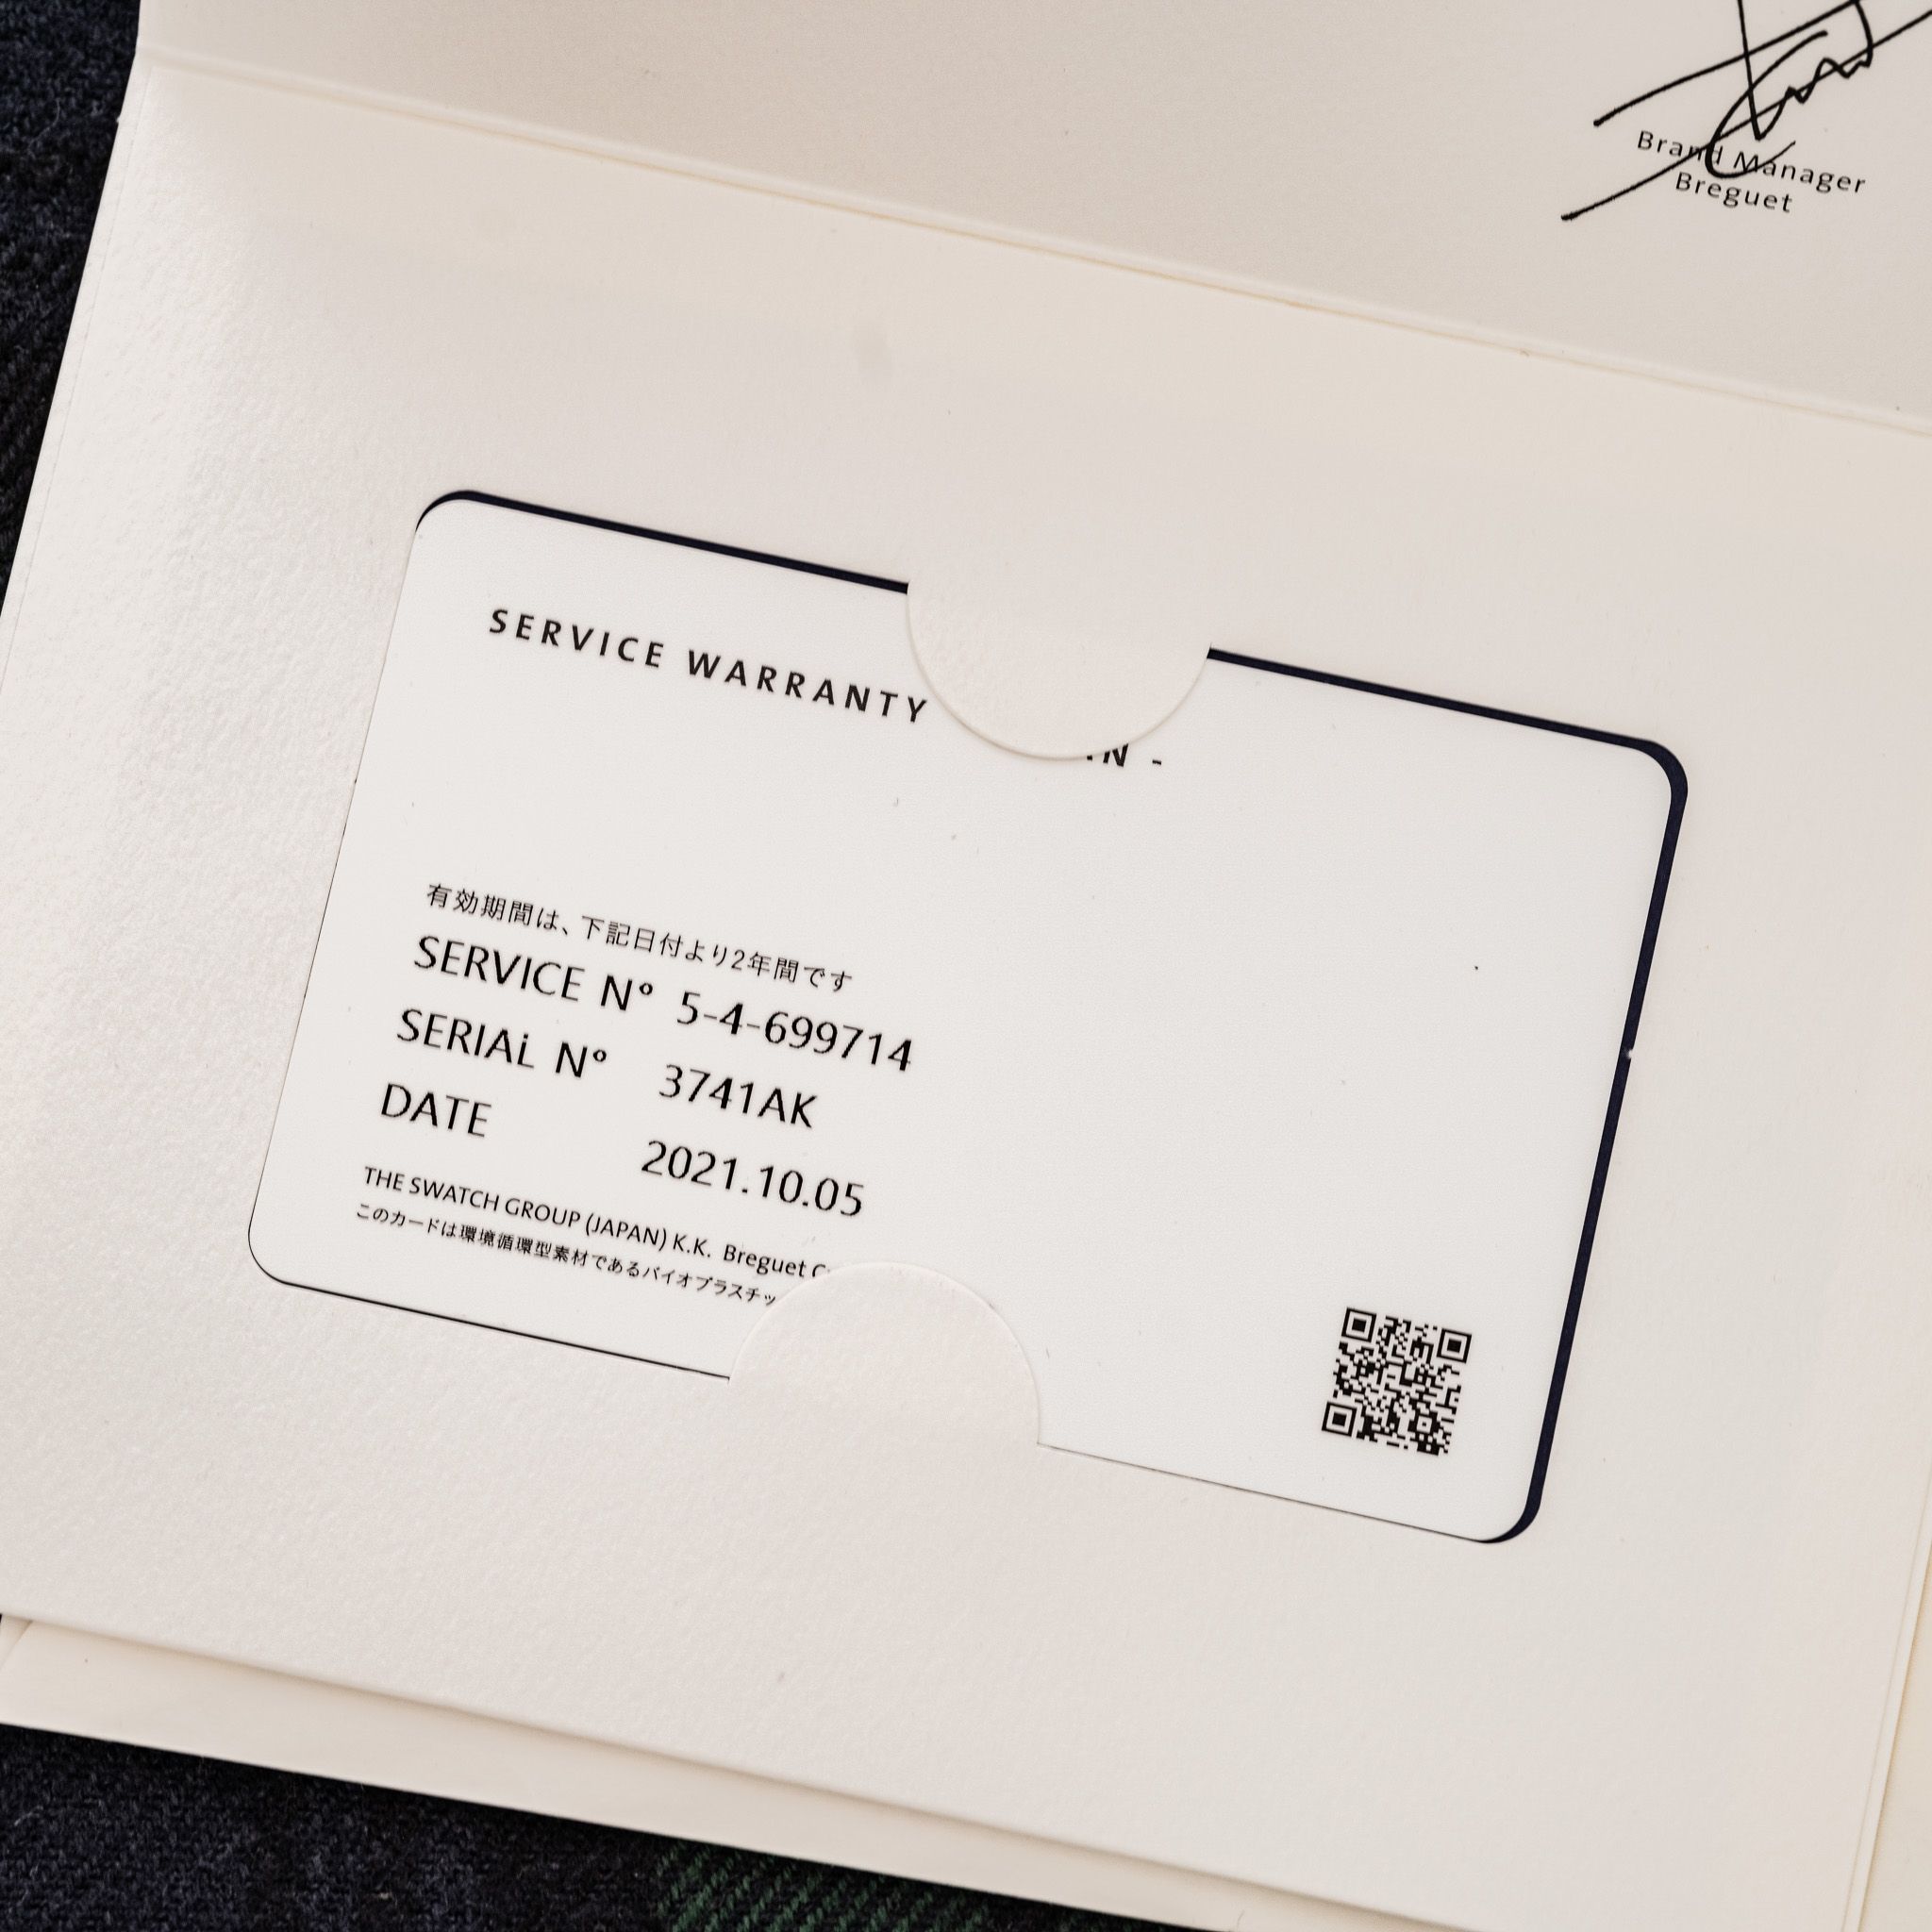 Brand Manager
Breguet
SERVICE WARRANTY
-
有効期間は、下記日付より2年間です
SERVICE N° 5-4-699714
SERIAL N° 3741AK
DATE 2021.10.05
THE SWATCH GROUP (JAPAN) K.K. Breguet
このカードは環境循環型素材であるバイオプラスチッ